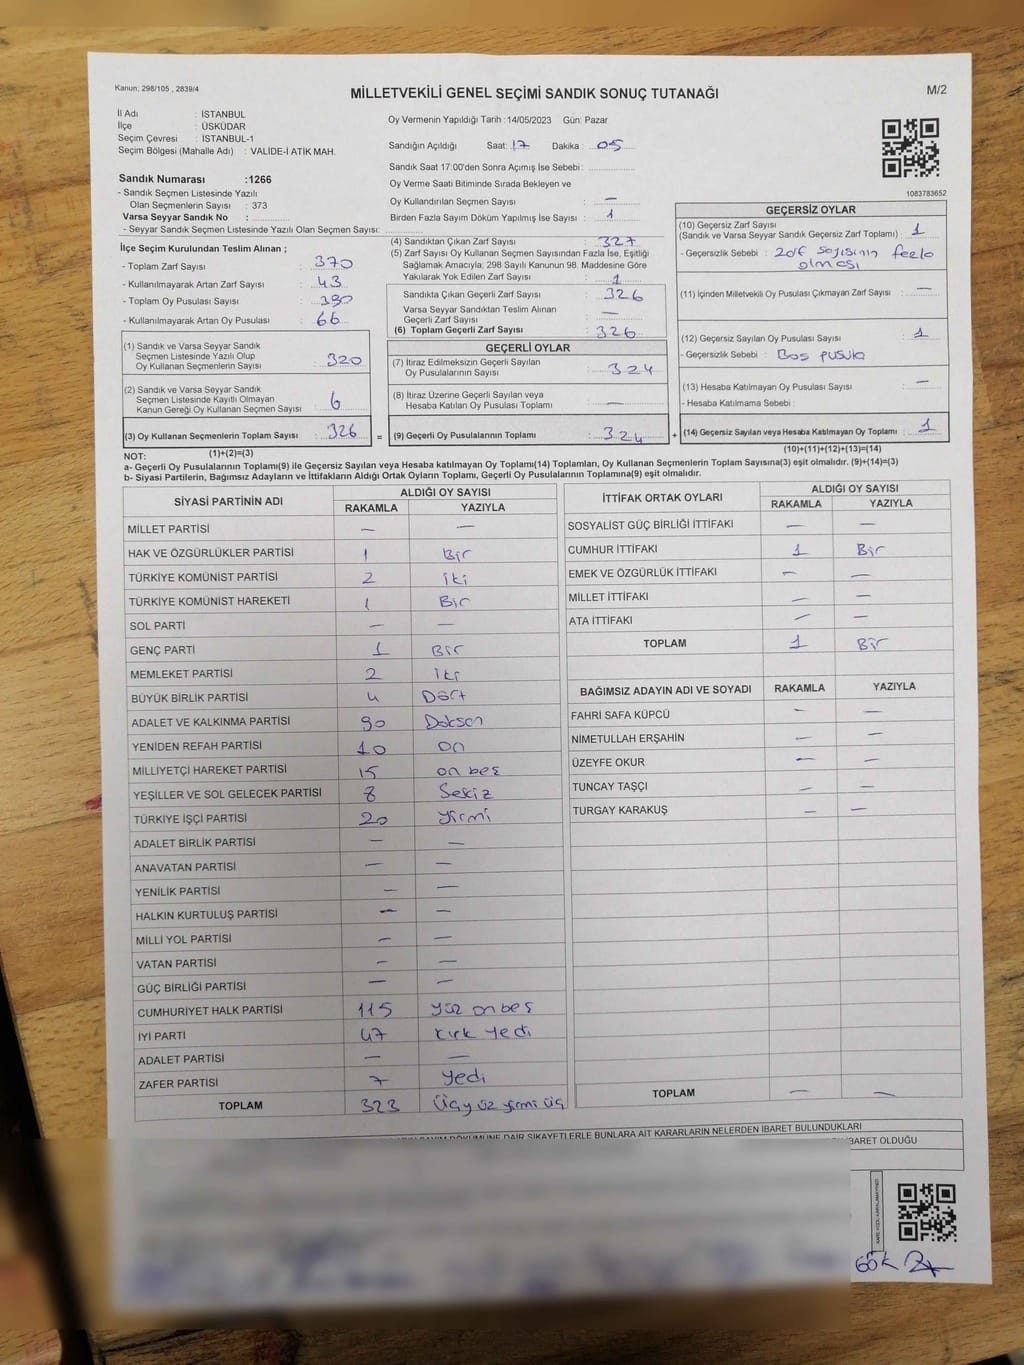 Kanun; 298/105 , 2839/4
MİLLETVEKİLİ GENEL SEÇİMİ SANDIK SONUÇ TUTANAĞI
M/2
İl Adı : İSTANBUL
İlçe : ÜSKÜDAR
Seçim Çevresi : İSTANBUL-1
Seçim Bölgesi (Mahalle Adı) : VALİDE-İ ATİK MAH.
Sandık Numarası :1266
- Sandık Seçmen Listesinde Yazılı
Olan Seçmenlerin Sayısı : 373
Varsa Seyyar Sandık No :
- Seyyar Sandık Seçmen Listesinde Yazılı Olan Seçmen Sayısı:
İlçe Seçim Kurulundan Teslim Alınan ;
- Toplam Zarf Sayısı : 370
- Kullanılmayarak Artan Zarf Sayısı : 43
- Toplam Oy Pusulası Sayısı : 390
- Kullanılmayarak Artan Oy Pusulası : 66
(1) Sandık ve Varsa Seyyar Sandık
Seçmen Listesinde Yazılı Olup
Oy Kullanan Seçmenlerin Sayısı : 320
(2) Sandık ve Varsa Seyyar Sandık
Seçmen Listesinde Kayıtlı Olmayan
Kanun Gereği Oy Kullanan Seçmen Sayısı : 6
(3) Oy Kullanan Seçmenlerin Toplam Sayısı : 326
Oy Vermenin Yapıldığı Tarih :14/05/2023 Gün: Pazar
Sandığın Açıldığı Saat: 17 Dakika : 05
Sandık Saat 17:00'den Sonra Açımış İse Sebebi :
Oy Verme Saati Bitiminde Sırada Bekleyen ve
Oy Kullandırılan Seçmen Sayısı : —
Birden Fazla Sayım Döküm Yapılmış İse Sayısı : 1
(4) Sandıktan Çıkan Zarf Sayısı : 327
(5) Zarf Sayısı Oy Kullanan Seçmen Sayısından Fazla İse, Eşitliği
Sağlamak Amacıyla; 298 Sayılı Kanunun 98. Maddesine Göre
Yakılarak Yok Edilen Zarf Sayısı : 1
Sandıkta Çıkan Geçerli Zarf Sayısı : 326
Varsa Seyyar Sandıktan Teslim Alınan
Geçerli Zarf Sayısı : —
(6) Toplam Geçerli Zarf Sayısı : 326
GEÇERLİ OYLAR
(7) İtiraz Edilmeksizin Geçerli Sayılan
Oy Pusulalarının Sayısı : 324
(8) İtiraz Üzerine Geçerli Sayılan veya
Hesaba Katılan Oy Pusulası Toplamı : —
= (9) Geçerli Oy Pusulalarının Toplamı : 324 +
1083783652
GEÇERSİZ OYLAR
(10) Geçersiz Zarf Sayısı
(Sandık ve Varsa Seyyar Sandık Geçersiz Zarf Toplamı) : 1
- Geçersizlik Sebebi : zarf sayısının fazla
olması
(11) İçinden Milletvekili Oy Pusulası Çıkmayan Zarf Sayısı : —
(12) Geçersiz Sayılan Oy Pusulası Sayısı : 1
- Geçersizlik Sebebi : Boş pusula
(13) Hesaba Katılmayan Oy Pusulası Sayısı : —
- Hesaba Katılmama Sebebi :
(14) Geçersiz Sayılan veya Hesaba Katılmayan Oy Toplamı : 1
NOT: (1)+(2)=(3) (10)+(11)+(12)+(13)=(14)
a- Geçerli Oy Pusulalarının Toplamı(9) ile Geçersiz Sayılan veya Hesaba katılmayan Oy Toplamı(14) Toplamları, Oy Kullanan Seçmenlerin Toplam Sayısına(3) eşit olmalıdır. (9)+(14)=(3)
b- Siyasi Partilerin, Bağımsız Adayların ve İttifakların Aldığı Ortak Oyların Toplamı, Geçerli Oy Pusulalarının Toplamına(9) eşit olmalıdır.
SİYASİ PARTİNİN ADI ALDIĞI OY SAYISI
RAKAMLA YAZIYLA
MİLLET PARTİSİ — —
HAK VE ÖZGÜRLÜKLER PARTİSİ 1 Bir
TÜRKİYE KOMÜNİST PARTİSİ 2 iki
TÜRKİYE KOMÜNİST HAREKETİ 1 Bir
SOL PARTİ — —
GENÇ PARTİ 1 Bir
MEMLEKET PARTİSİ 2 İki
BÜYÜK BİRLİK PARTİSİ 4 Dört
ADALET VE KALKINMA PARTİSİ 90 Doksan
YENİDEN REFAH PARTİSİ 10 on
MİLLİYETÇİ HAREKET PARTİSİ 15 on beş
YEŞİLLER VE SOL GELECEK PARTİSİ 8 Sekiz
TÜRKİYE İŞÇİ PARTİSİ 20 yirmi
ADALET BİRLİK PARTİSİ — —
ANAVATAN PARTİSİ — —
YENİLİK PARTİSİ — —
HALKIN KURTULUŞ PARTİSİ — —
MİLLİ YOL PARTİSİ — —
VATAN PARTİSİ — —
GÜÇ BİRLİĞİ PARTİSİ — —
CUMHURİYET HALK PARTİSİ 115 yüz on beş
İYİ PARTİ 47 kırk yedi
ADALET PARTİSİ — —
ZAFER PARTİSİ 7 yedi
TOPLAM 323 Üçyüz yirmi üç
İTTİFAK ORTAK OYLARI ALDIĞI OY SAYISI
RAKAMLA YAZIYLA
SOSYALİST GÜÇ BİRLİĞİ İTTİFAKI — —
CUMHUR İTTİFAKI 1 Bir
EMEK VE ÖZGÜRLÜK İTTİFAKI — —
MİLLET İTTİFAKI — —
ATA İTTİFAKI — —
TOPLAM 1 Bir
BAĞIMSIZ ADAYIN ADI VE SOYADI RAKAMLA YAZIYLA
FAHRİ SAFA KÜPCÜ — —
NİMETULLAH ERŞAHİN — —
ÜZEYFE OKUR — —
TUNCAY TAŞÇI — —
TURGAY KARAKUŞ — —
TOPLAM — —
SAYIM DÖKÜMÜNE DAİR ŞİKAYETLERLE BUNLARA AİT KARARLARIN NELERDEN İBARET BULUNDUKLARI
İBARET OLDUĞU